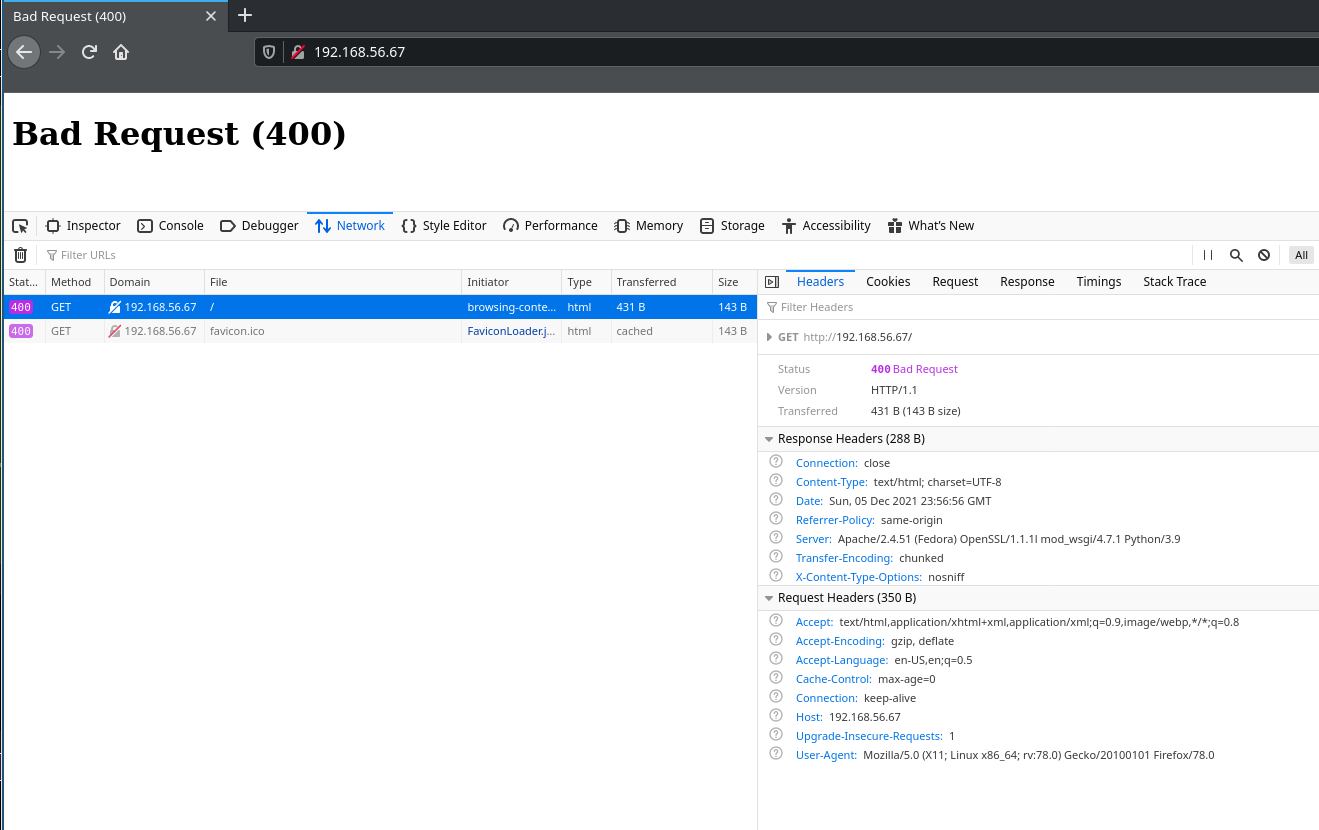 Bad Request (400)
192.168.56.67
Bad Request (400)
Inspector Console Debugger Network Style Editor Performance Memory Storage Accessibility What's New
Filter URLs All
Stat... Method Domain File Initiator Type Transferred Size
400 GET 192.168.56.67 / browsing-conte... html 431 B 143 B
400 GET 192.168.56.67 favicon.ico FaviconLoader.j... html cached 143 B
Headers Cookies Request Response Timings Stack Trace
Filter Headers
GET http://192.168.56.67/
Status 400 Bad Request
Version HTTP/1.1
Transferred 431 B (143 B size)
Response Headers (288 B)
Connection: close
Content-Type: text/html; charset=UTF-8
Date: Sun, 05 Dec 2021 23:56:56 GMT
Referrer-Policy: same-origin
Server: Apache/2.4.51 (Fedora) OpenSSL/1.1.1l mod_wsgi/4.7.1 Python/3.9
Transfer-Encoding: chunked
X-Content-Type-Options: nosniff
Request Headers (350 B)
Accept: text/html,application/xhtml+xml,application/xml;q=0.9,image/webp,*/*;q=0.8
Accept-Encoding: gzip, deflate
Accept-Language: en-US,en;q=0.5
Cache-Control: max-age=0
Connection: keep-alive
Host: 192.168.56.67
Upgrade-Insecure-Requests: 1
User-Agent: Mozilla/5.0 (X11; Linux x86_64; rv:78.0) Gecko/20100101 Firefox/78.0